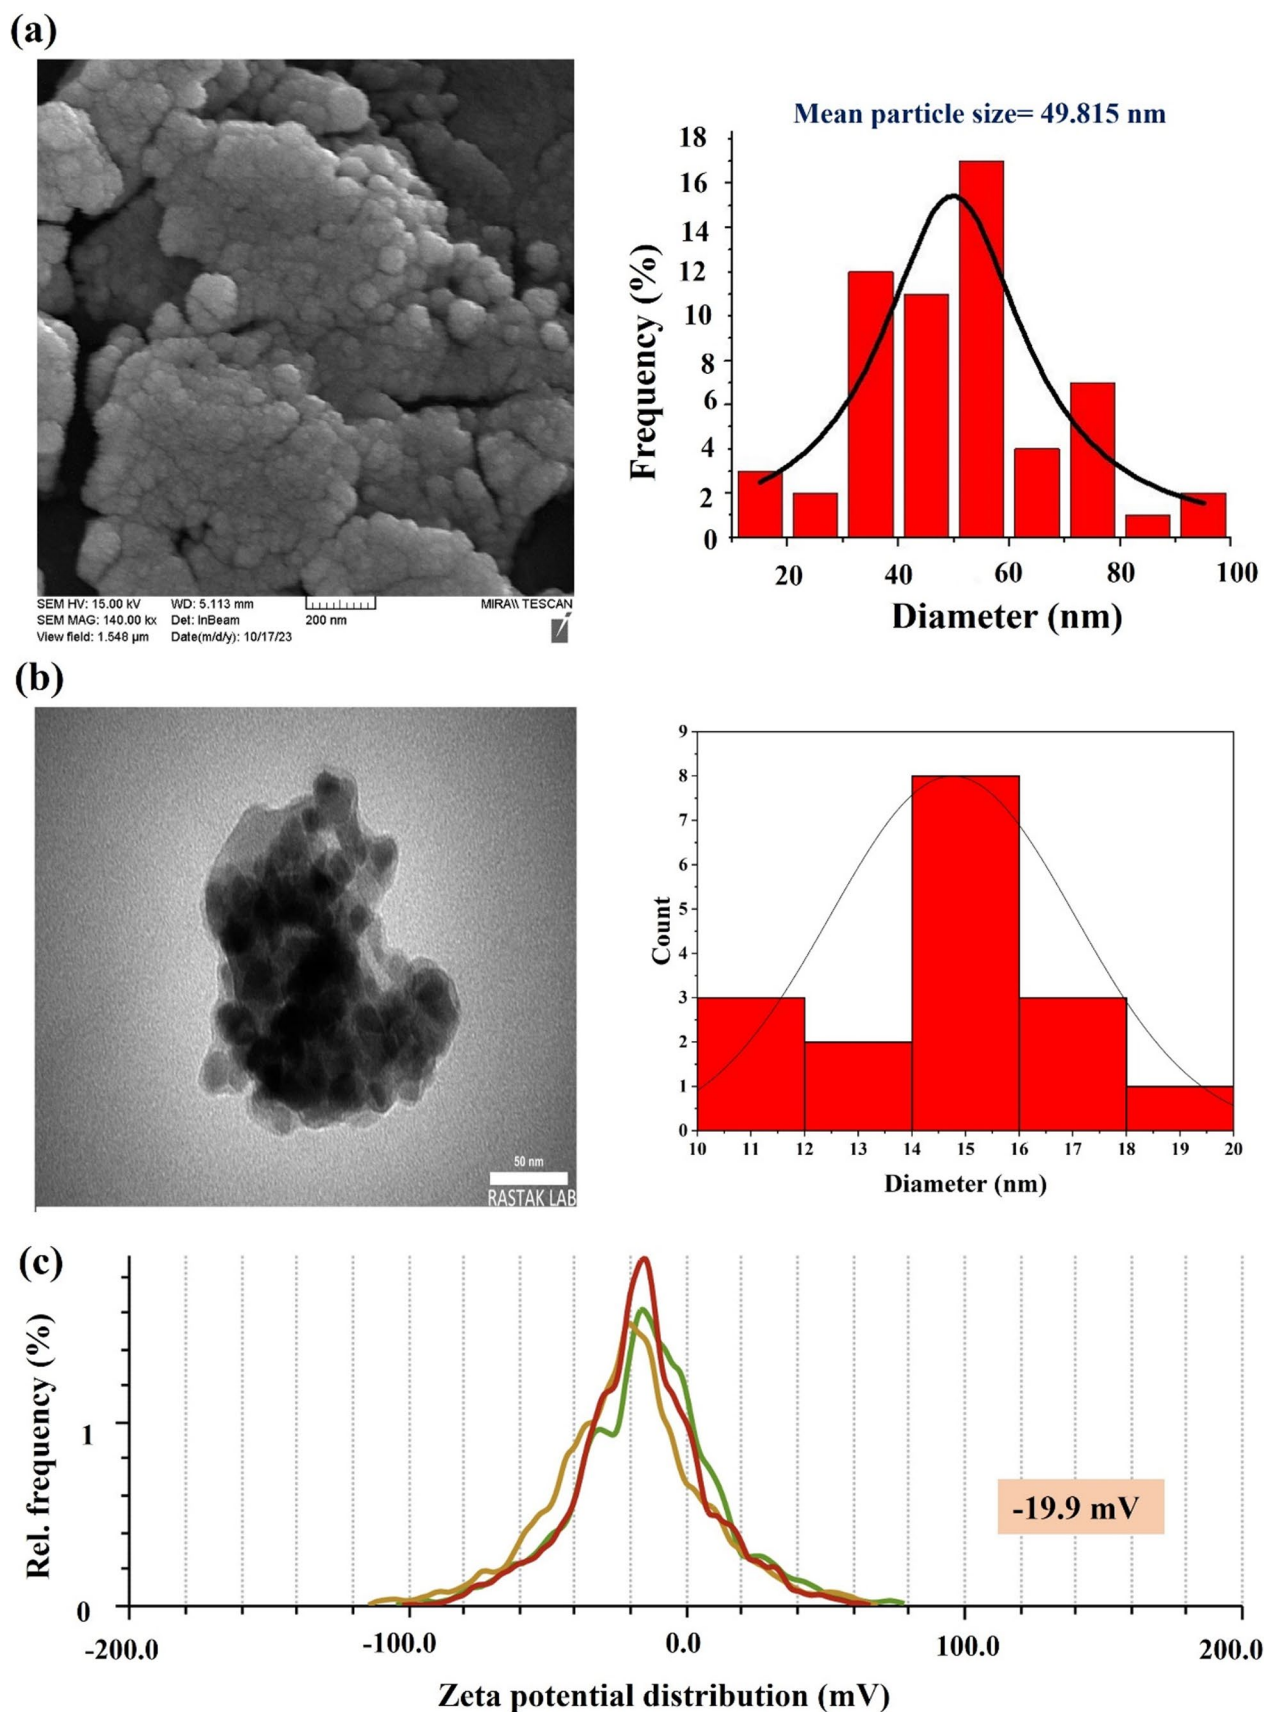 (a)
Mean particle size= 49.815 nm
18
16
14
12
10
8
6
4
2
0
Frequency (%)
20 40 60 80 100
Diameter (nm)
SEM HV: 15.00 kV WD: 5.113 mm MIRA\\ TESCAN
SEM MAG: 140.00 kx Det: InBeam 200 nm
View field: 1.548 µm Date(m/d/y): 10/17/23
(b)
50 nm
RASTAK LAB
9
8
7
6
5
4
3
2
1
0
Count
10 11 12 13 14 15 16 17 18 19 20
Diameter (nm)
(c)
Rel. frequency (%)
1
0
-19.9 mV
-200.0 -100.0 0.0 100.0 200.0
Zeta potential distribution (mV)